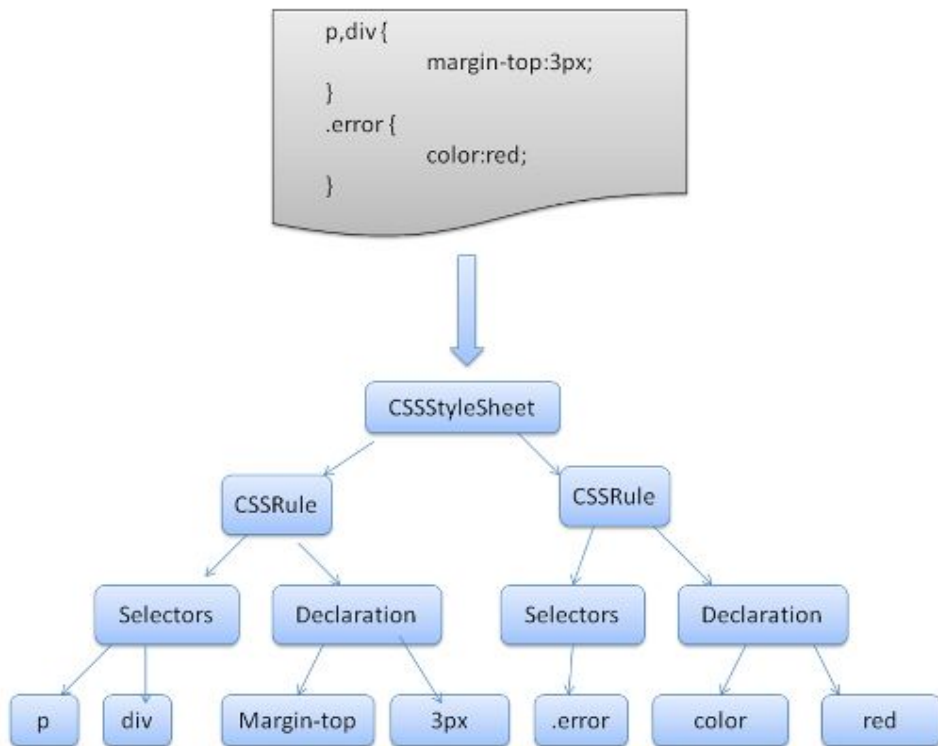 p,div {
margin-top:3px;
}
.error {
color:red;
}
CSSStyleSheet
CSSRule
CSSRule
Selectors
Declaration
Selectors
Declaration
p
div
Margin-top
3px
.error
color
red